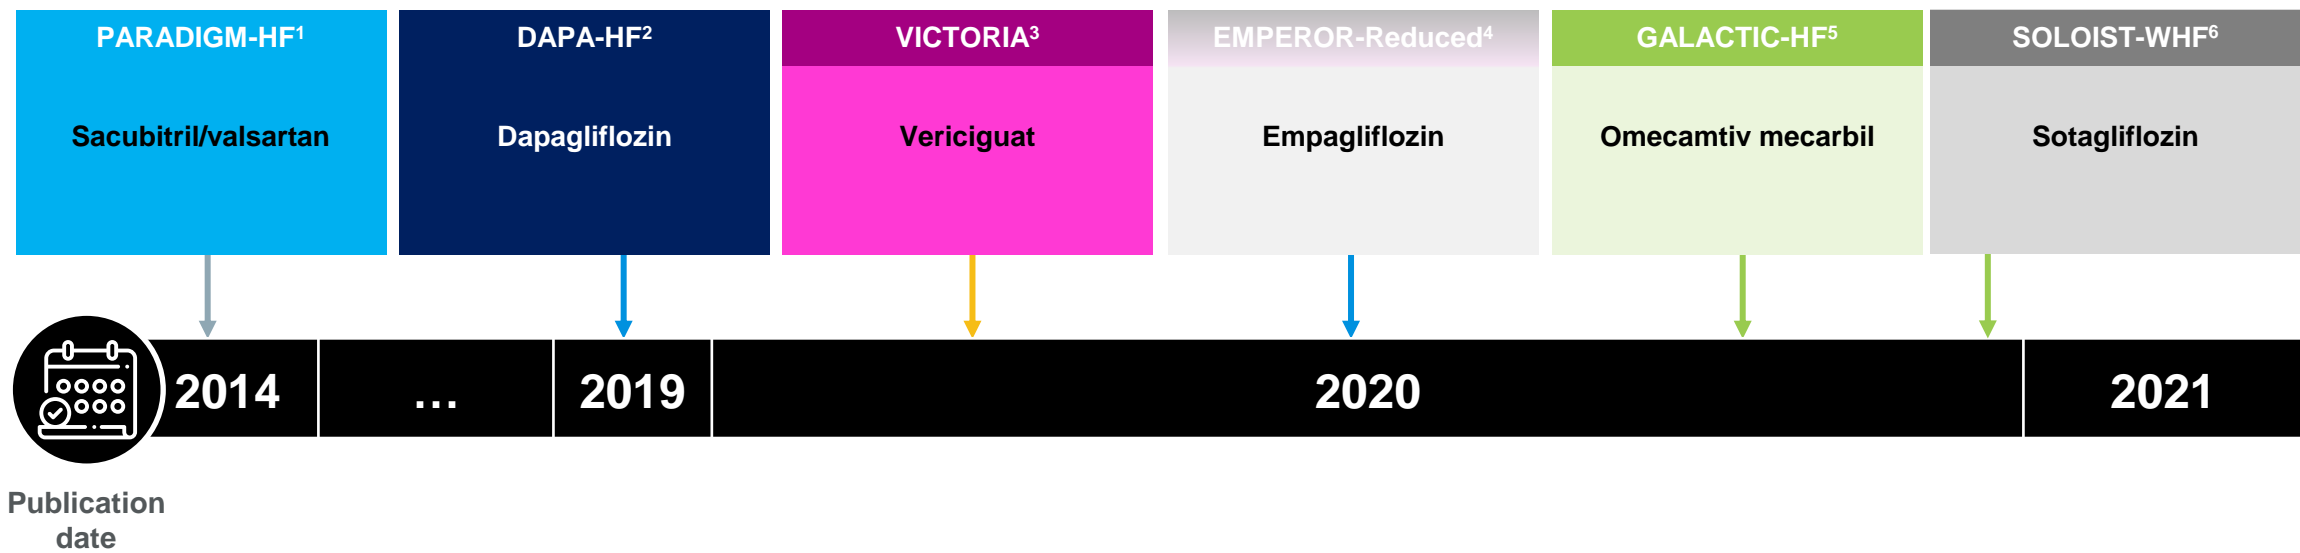 PARADIGM-HF¹
DAPA-HF²
VICTORIA³
EMPEROR-Reduced⁴
GALACTIC-HF⁵
SOLOIST-WHF⁶
Sacubitril/valsartan
Dapagliflozin
Vericiguat
Empagliflozin
Omecamtiv mecarbil
Sotagliflozin
2014
...
2019
2020
2021
Publication
date